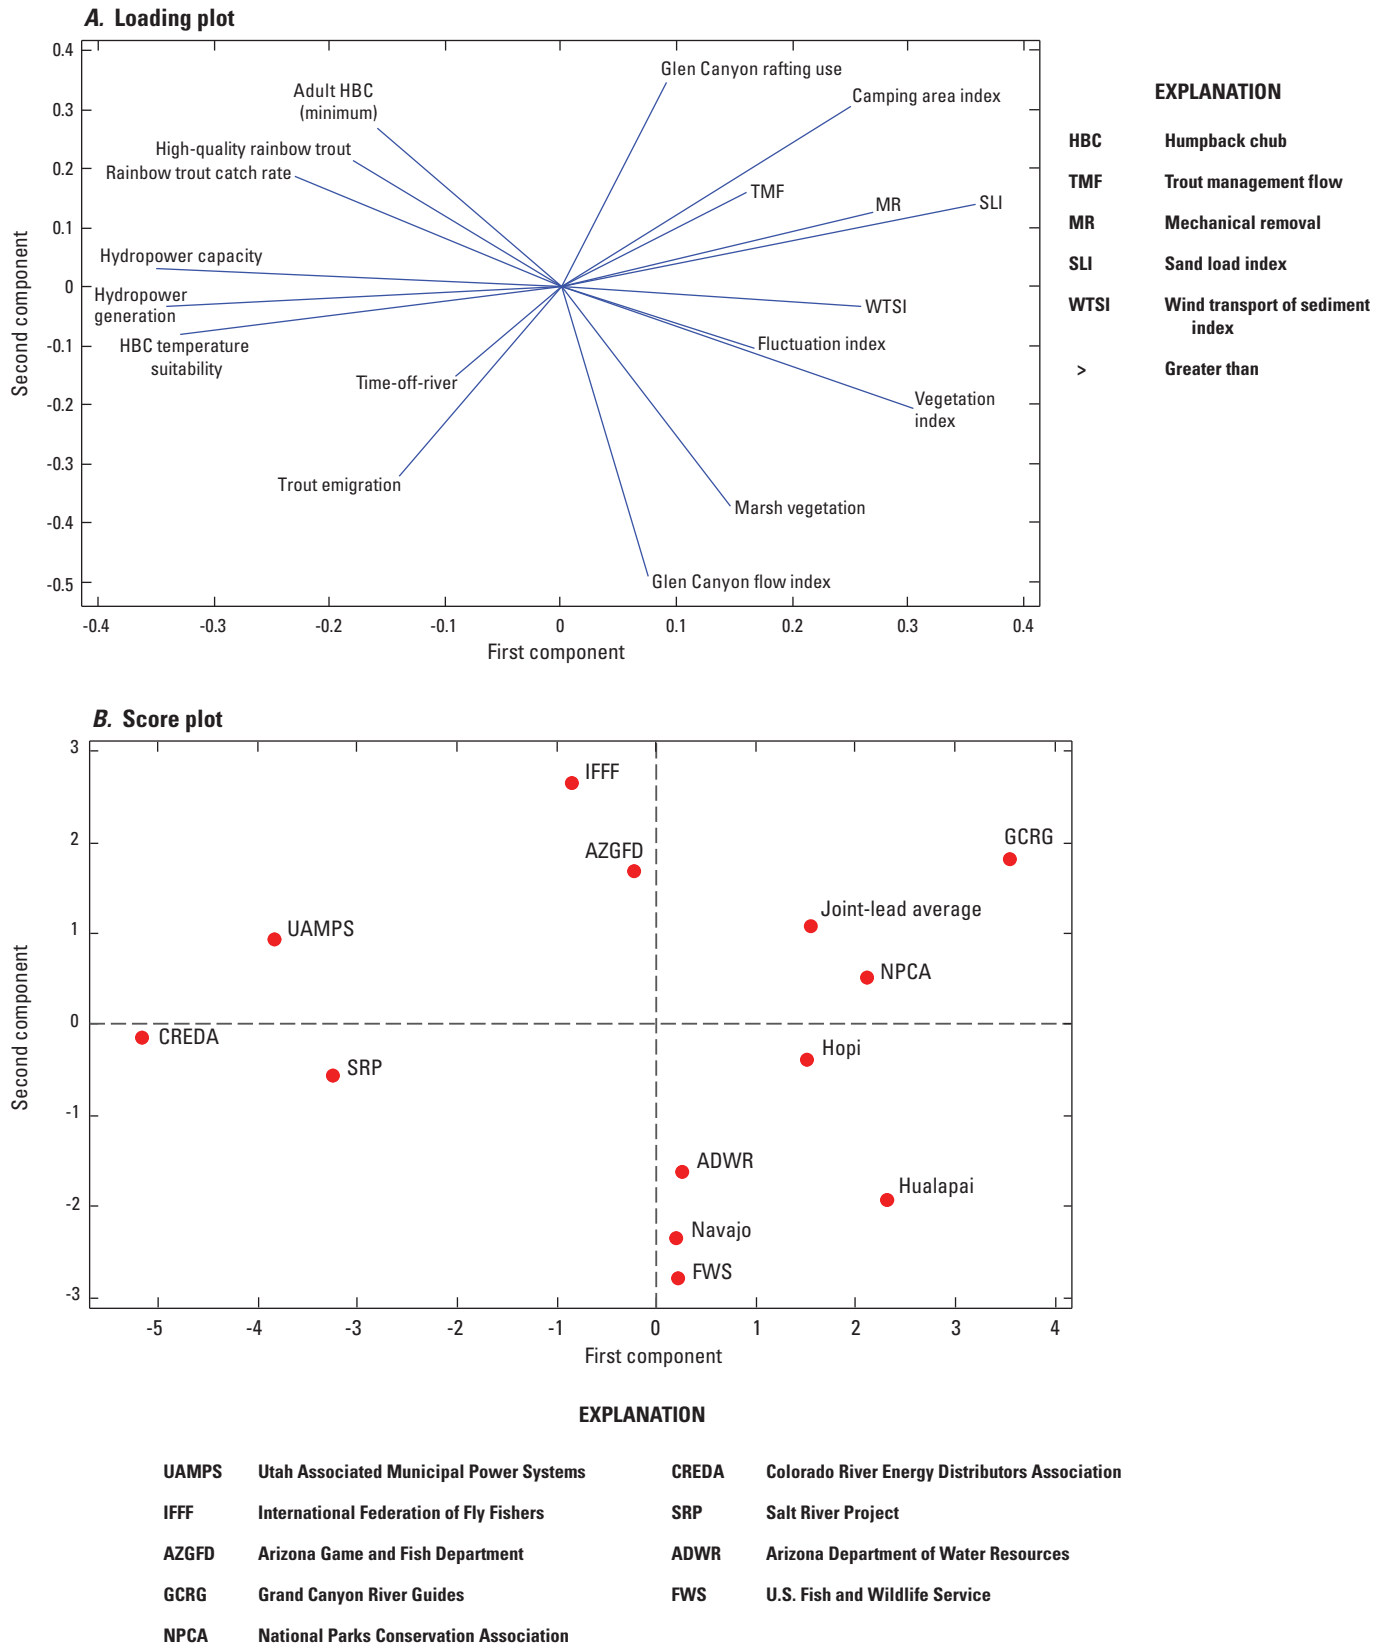 A. Loading plot
0.4
0.3
0.2
0.1
0
-0.1
-0.2
-0.3
-0.4
-0.5
Second component
Glen Canyon rafting use
Adult HBC
(minimum)
Camping area index
High-quality rainbow trout
Rainbow trout catch rate
TMF
MR
SLI
Hydropower capacity
Hydropower
generation
WTSI
HBC temperature
suitability
Fluctuation index
Time-off-river
Vegetation
index
Trout emigration
Marsh vegetation
Glen Canyon flow index
-0.4
-0.3
-0.2
-0.1
0
0.1
0.2
0.3
0.4
First component
EXPLANATION
HBC Humpback chub
TMF Trout management flow
MR Mechanical removal
SLI Sand load index
WTSI Wind transport of sediment
index
> Greater than
B. Score plot
3
2
1
0
-1
-2
-3
Second component
IFFF
AZGFD
GCRG
UAMPS
Joint-lead average
NPCA
CREDA
SRP
Hopi
ADWR
Hualapai
Navajo
FWS
-5
-4
-3
-2
-1
0
1
2
3
4
First component
EXPLANATION
UAMPS Utah Associated Municipal Power Systems
IFFF International Federation of Fly Fishers
AZGFD Arizona Game and Fish Department
GCRG Grand Canyon River Guides
NPCA National Parks Conservation Association
CREDA Colorado River Energy Distributors Association
SRP Salt River Project
ADWR Arizona Department of Water Resources
FWS U.S. Fish and Wildlife Service